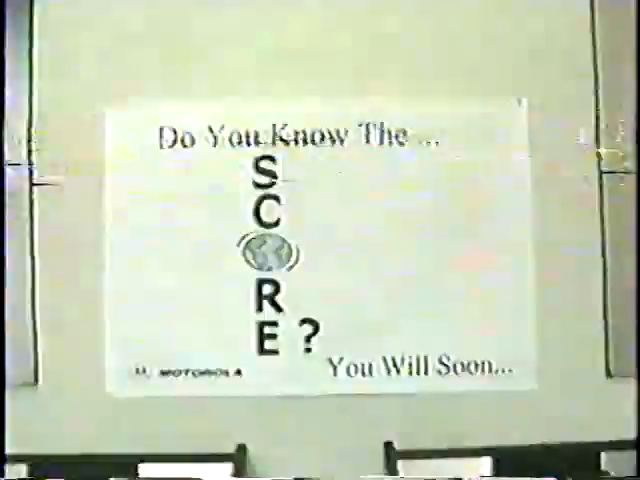 Do You Know The ...
S
C
R
E ?
MOTOROLA
You Will Soon...